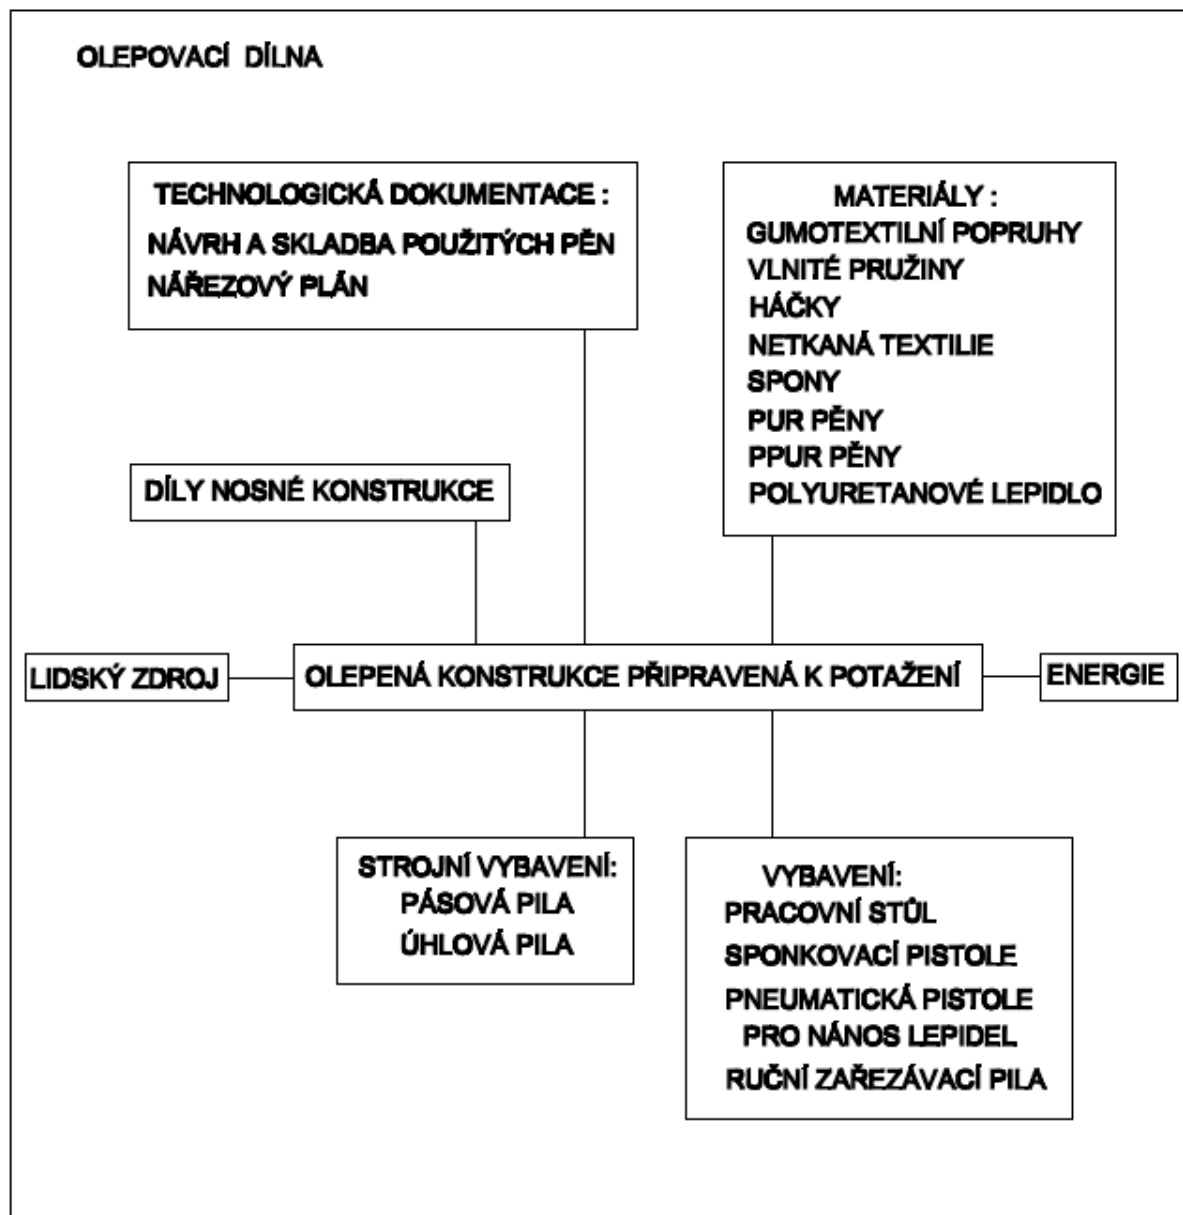 OLEPOVACÍ DÍLNA
TECHNOLOGICKÁ DOKUMENTACE :
NÁVRH A SKLADBA POUŽITÝCH PĚN
NÁŘEZOVÝ PLÁN
MATERIÁLY :
GUMOTEXTILNÍ POPRUHY
VLNITÉ PRUŽINY
HÁČKY
NETKANÁ TEXTILIE
SPONY
PUR PĚNY
PPUR PĚNY
POLYURETANOVÉ LEPIDLO
DÍLY NOSNÉ KONSTRUKCE
LIDSKÝ ZDROJ
OLEPENÁ KONSTRUKCE PŘIPRAVENÁ K POTAŽENÍ
ENERGIE
STROJNÍ VYBAVENÍ:
PÁSOVÁ PILA
ÚHLOVÁ PILA
VYBAVENÍ:
PRACOVNÍ STŮL
SPONKOVACÍ PISTOLE
PNEUMATICKÁ PISTOLE
PRO NÁNOS LEPIDEL
RUČNÍ ZAŘEZÁVACÍ PILA